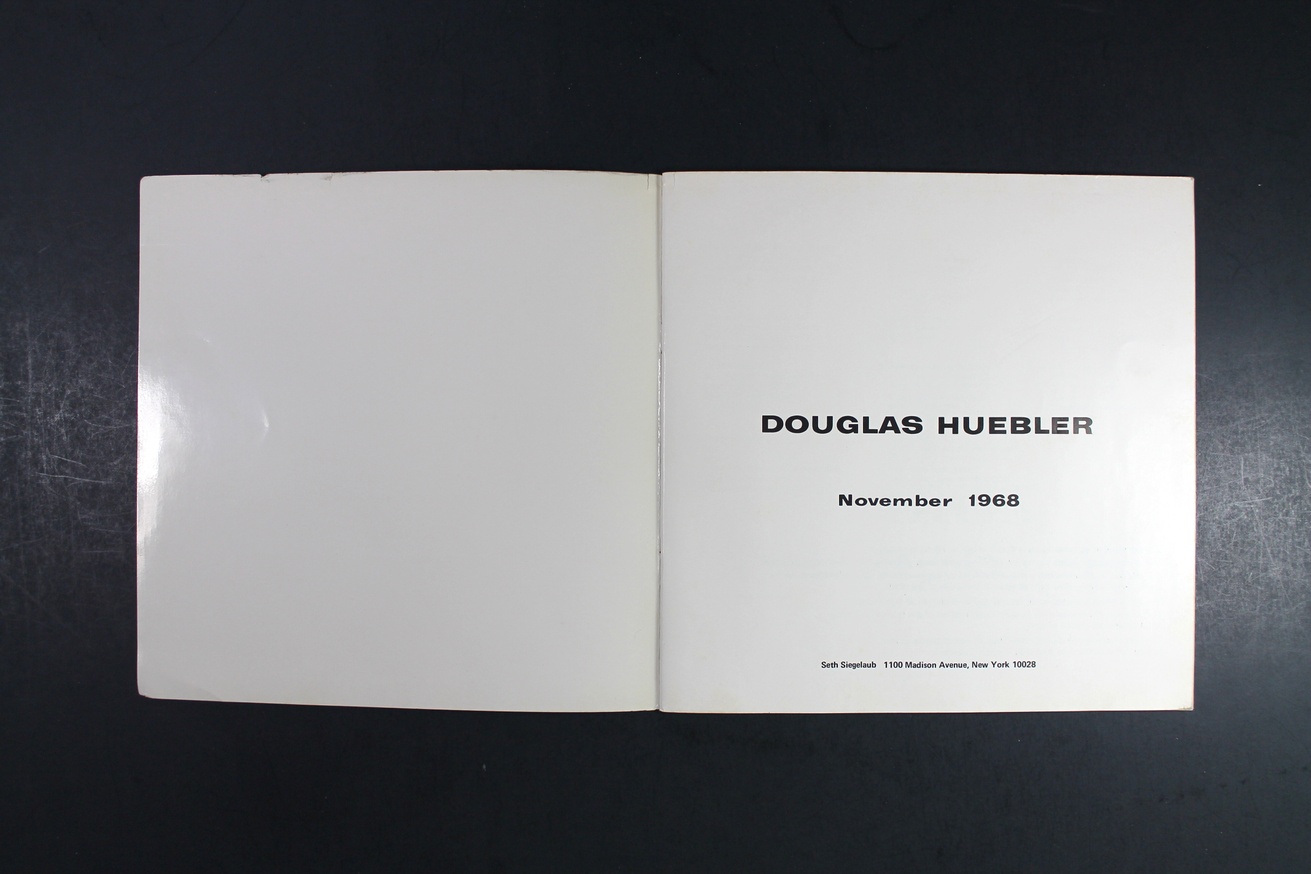 DOUGLAS HUEBLER
November 1968
Seth Siegelaub 1100 Madison Avenue, New York 10028